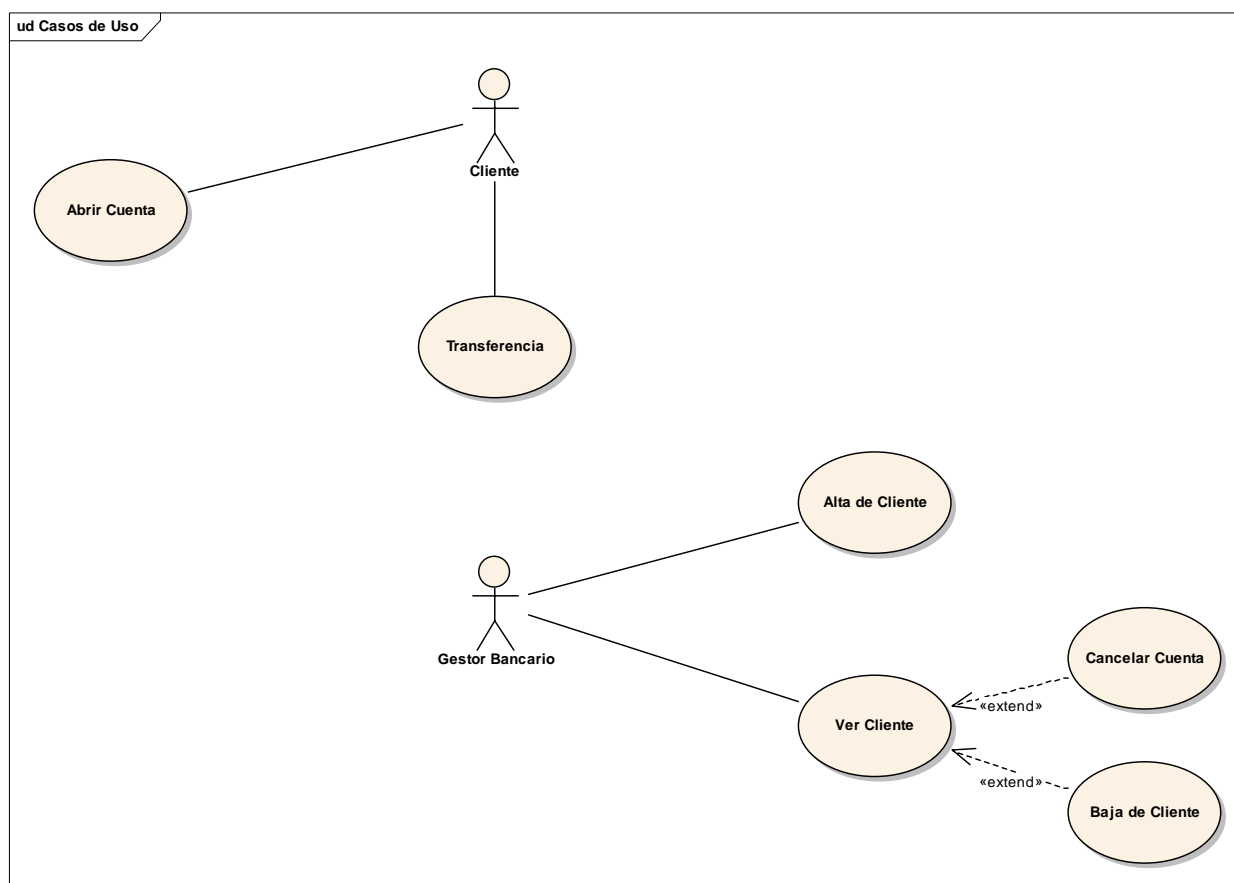 ud Casos de Uso
Cliente
Abrir Cuenta
Transferencia
Alta de Cliente
Gestor Bancario
Cancelar Cuenta
«extend»
Ver Cliente
«extend»
Baja de Cliente